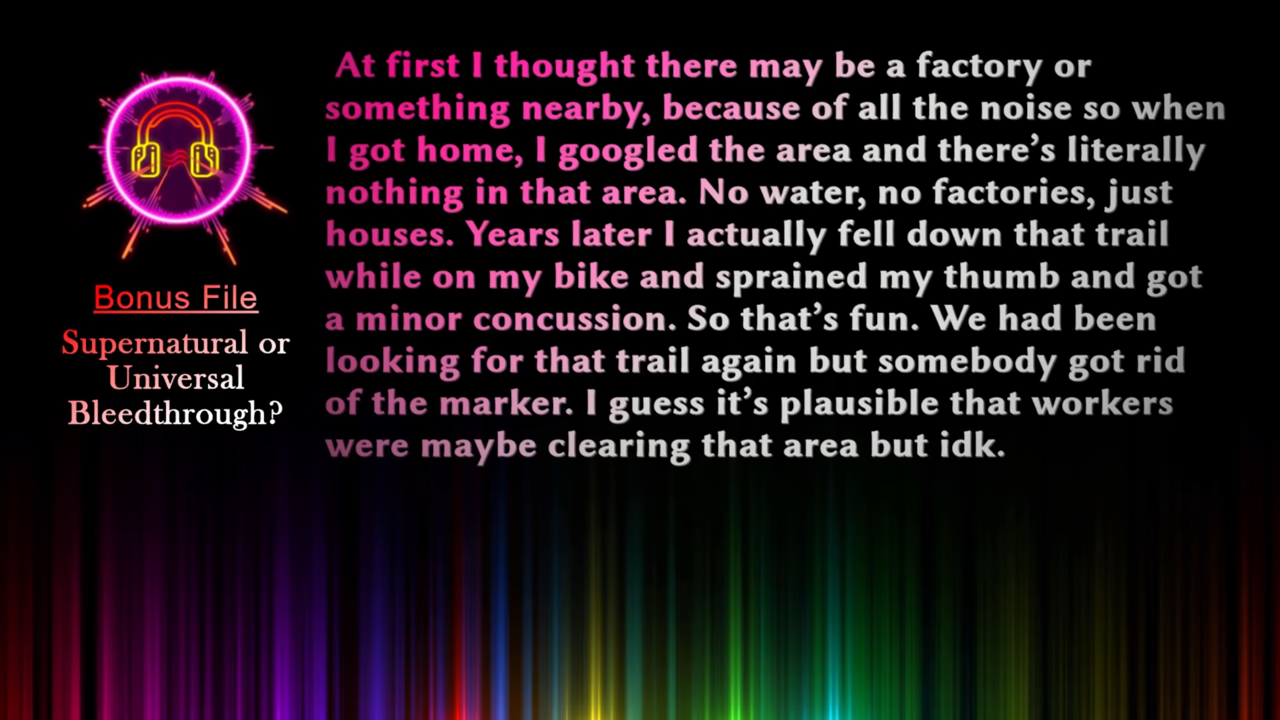 Bonus File
Supernatural or
Universal
Bleedthrough?
At first I thought there may be a factory or
something nearby, because of all the noise so when
I got home, I googled the area and there’s literally
nothing in that area. No water, no factories, just
houses. Years later I actually fell down that trail
while on my bike and sprained my thumb and got
a minor concussion. So that’s fun. We had been
looking for that trail again but somebody got rid
of the marker. I guess it’s plausible that workers
were maybe clearing that area but idk.